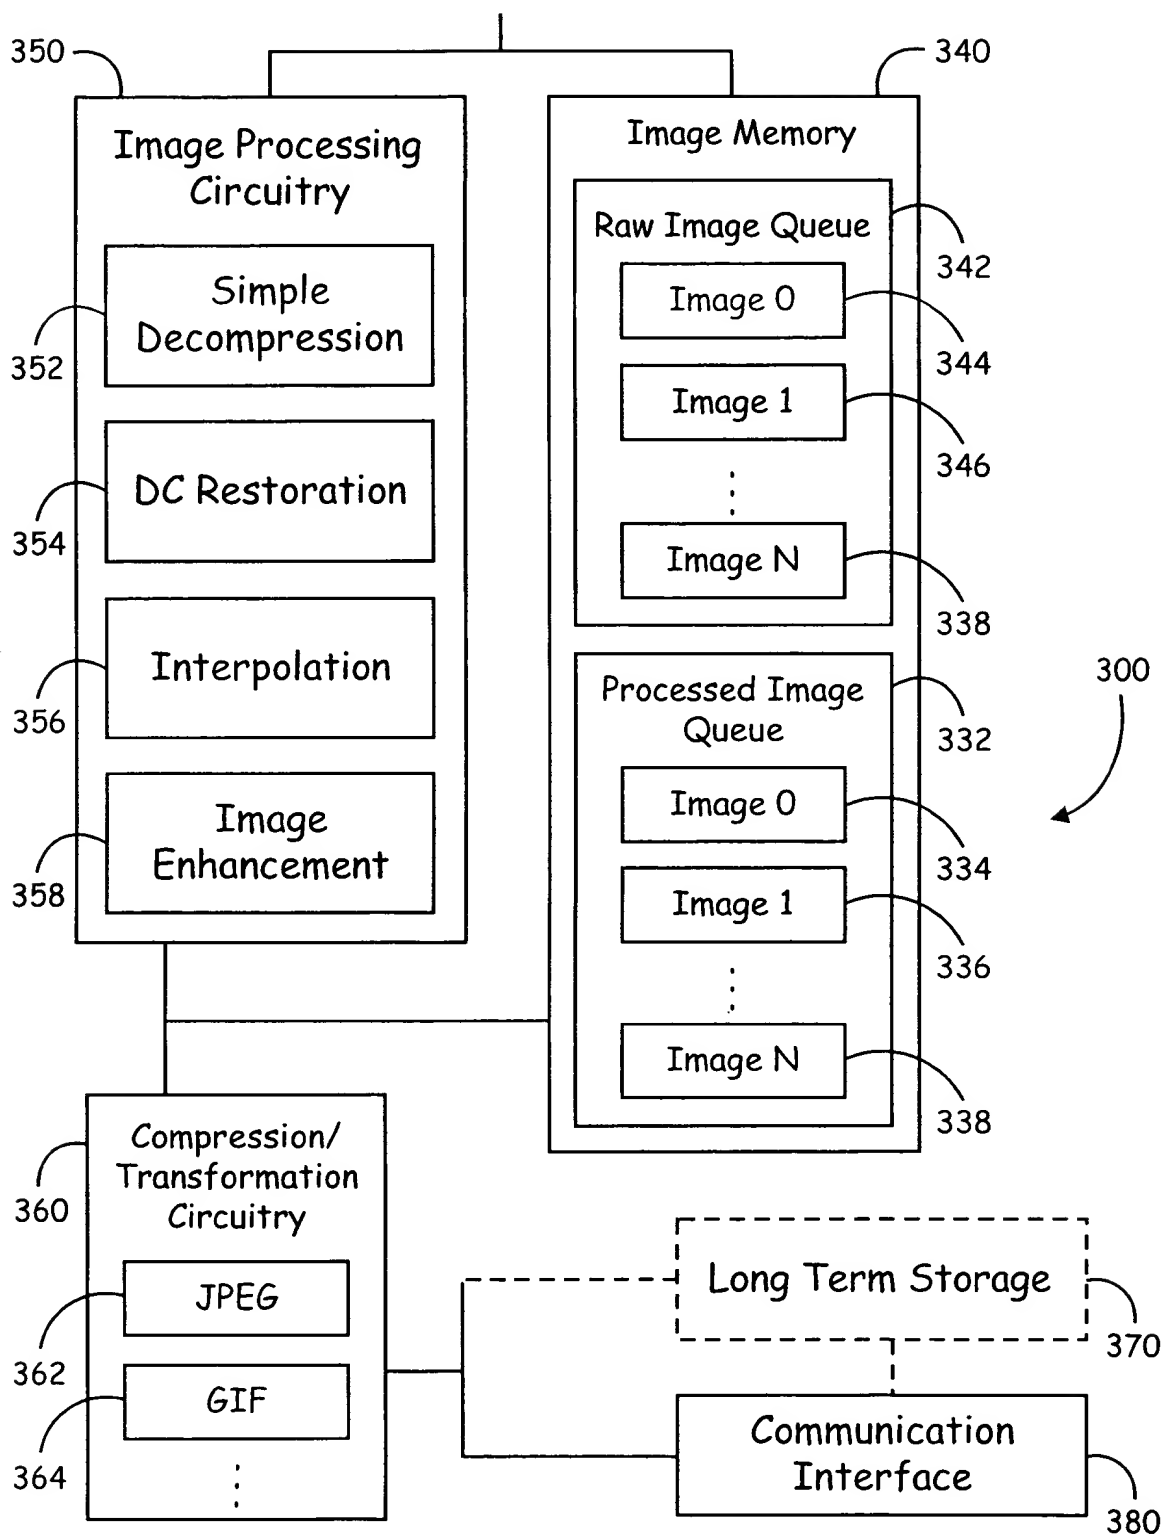 350
Image Processing
Circuitry
Simple
Decompression
352
DC Restoration
354
Interpolation
356
Image
Enhancement
358
340
Image Memory
Raw Image Queue
342
Image 0
344
Image 1
346
Image N
338
Processed Image
Queue
332
Image 0
334
Image 1
336
Image N
338
300
Compression/
Transformation
Circuitry
360
JPEG
362
GIF
364
Long Term Storage
370
Communication
Interface
380